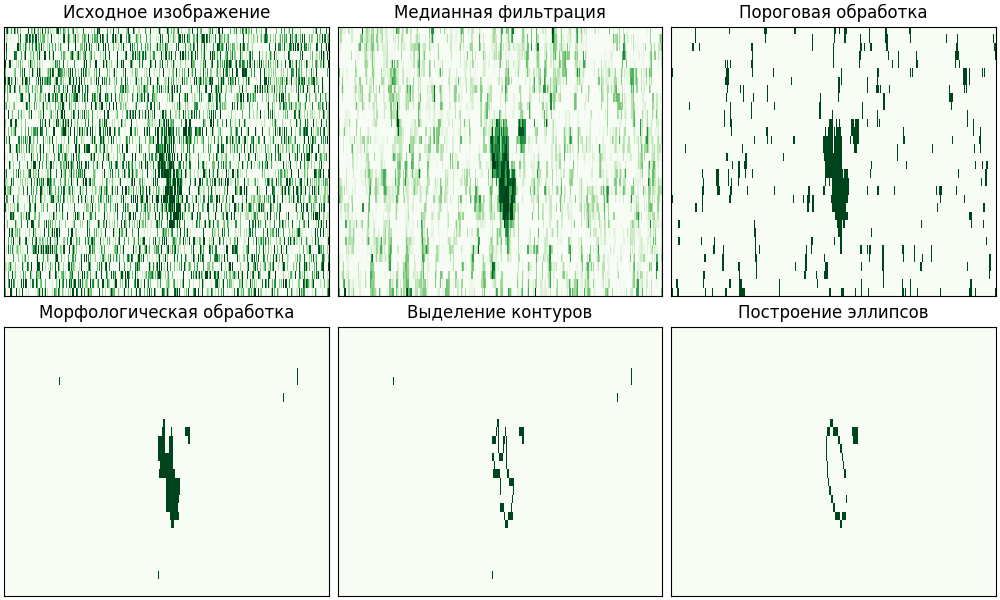 Исходное изображение
Медианная фильтрация
Пороговая обработка
Морфологическая обработка
Выделение контуров
Построение эллипсов